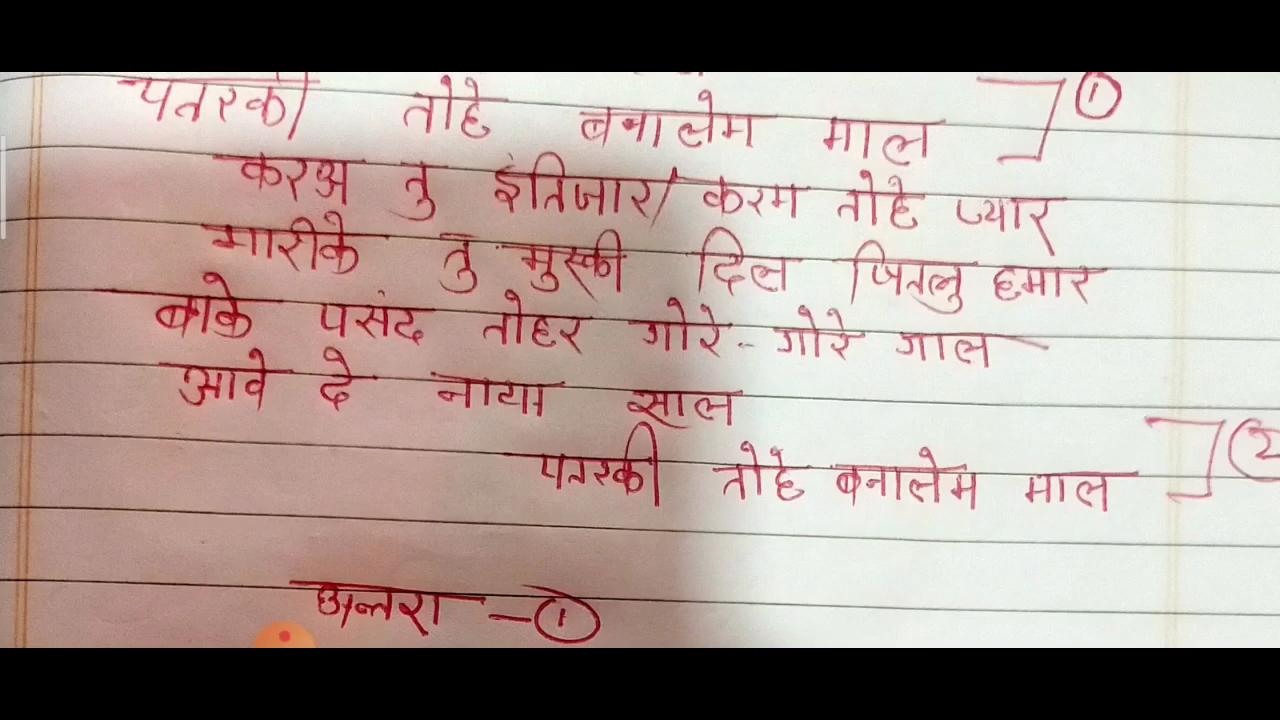 पतरकी तोहे बनालेम माल ] ①
करअ तु इंतिजार/ करम तोहे प्यार
मारीके तु मुस्की दिल जितलु हमार
बाके पसंद तोहर गोरे-गोरे गाल
आवे दे नाया साल
पतरकी तोहे बनालेम माल ] ②
अन्तरा - ①